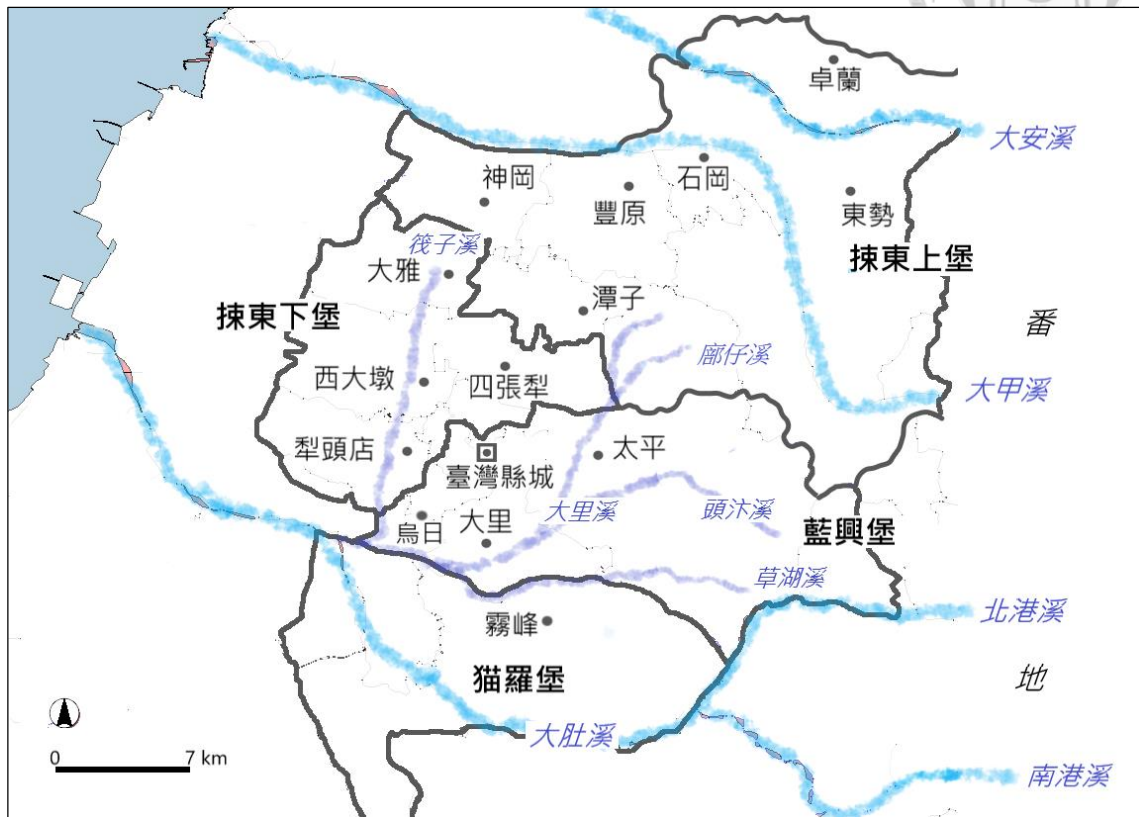 卓蘭
大安溪
神岡
石岡
豐原
東勢
筏子溪
大雅
揀東上堡
潭子
揀東下堡
番
廍仔溪
西大墩
四張犁
大甲溪
犁頭店
臺灣縣城
太平
烏日
大里
大里溪
頭汴溪
藍興堡
草湖溪
北港溪
霧峰
猫羅堡
地
大肚溪
0
7 km
南港溪